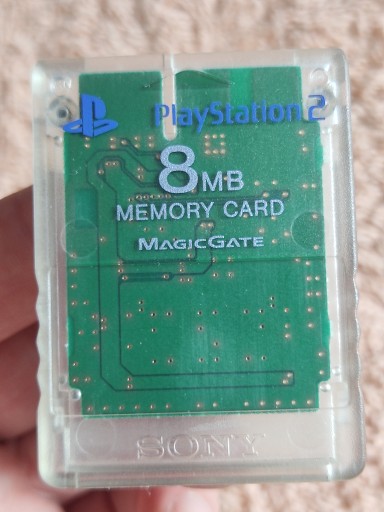 PlayStation 2
8MB
MEMORY CARD
MAGICGATE
SONY